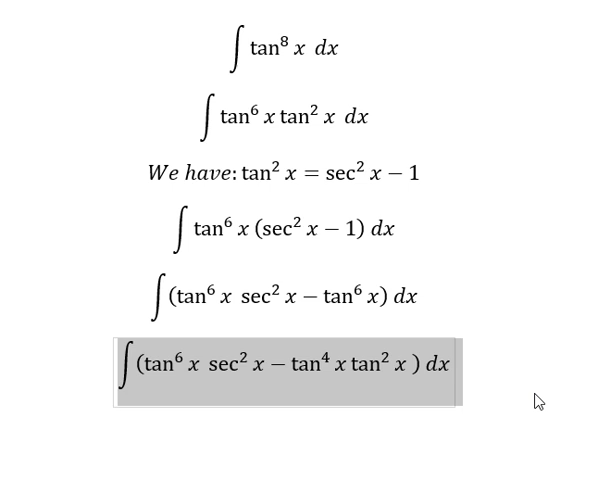 ∫ tan⁸ x dx
∫ tan⁶ x tan² x dx
We have: tan² x = sec² x − 1
∫ tan⁶ x (sec² x − 1) dx
∫ (tan⁶ x sec² x − tan⁶ x) dx
∫ (tan⁶ x sec² x − tan⁴ x tan² x ) dx